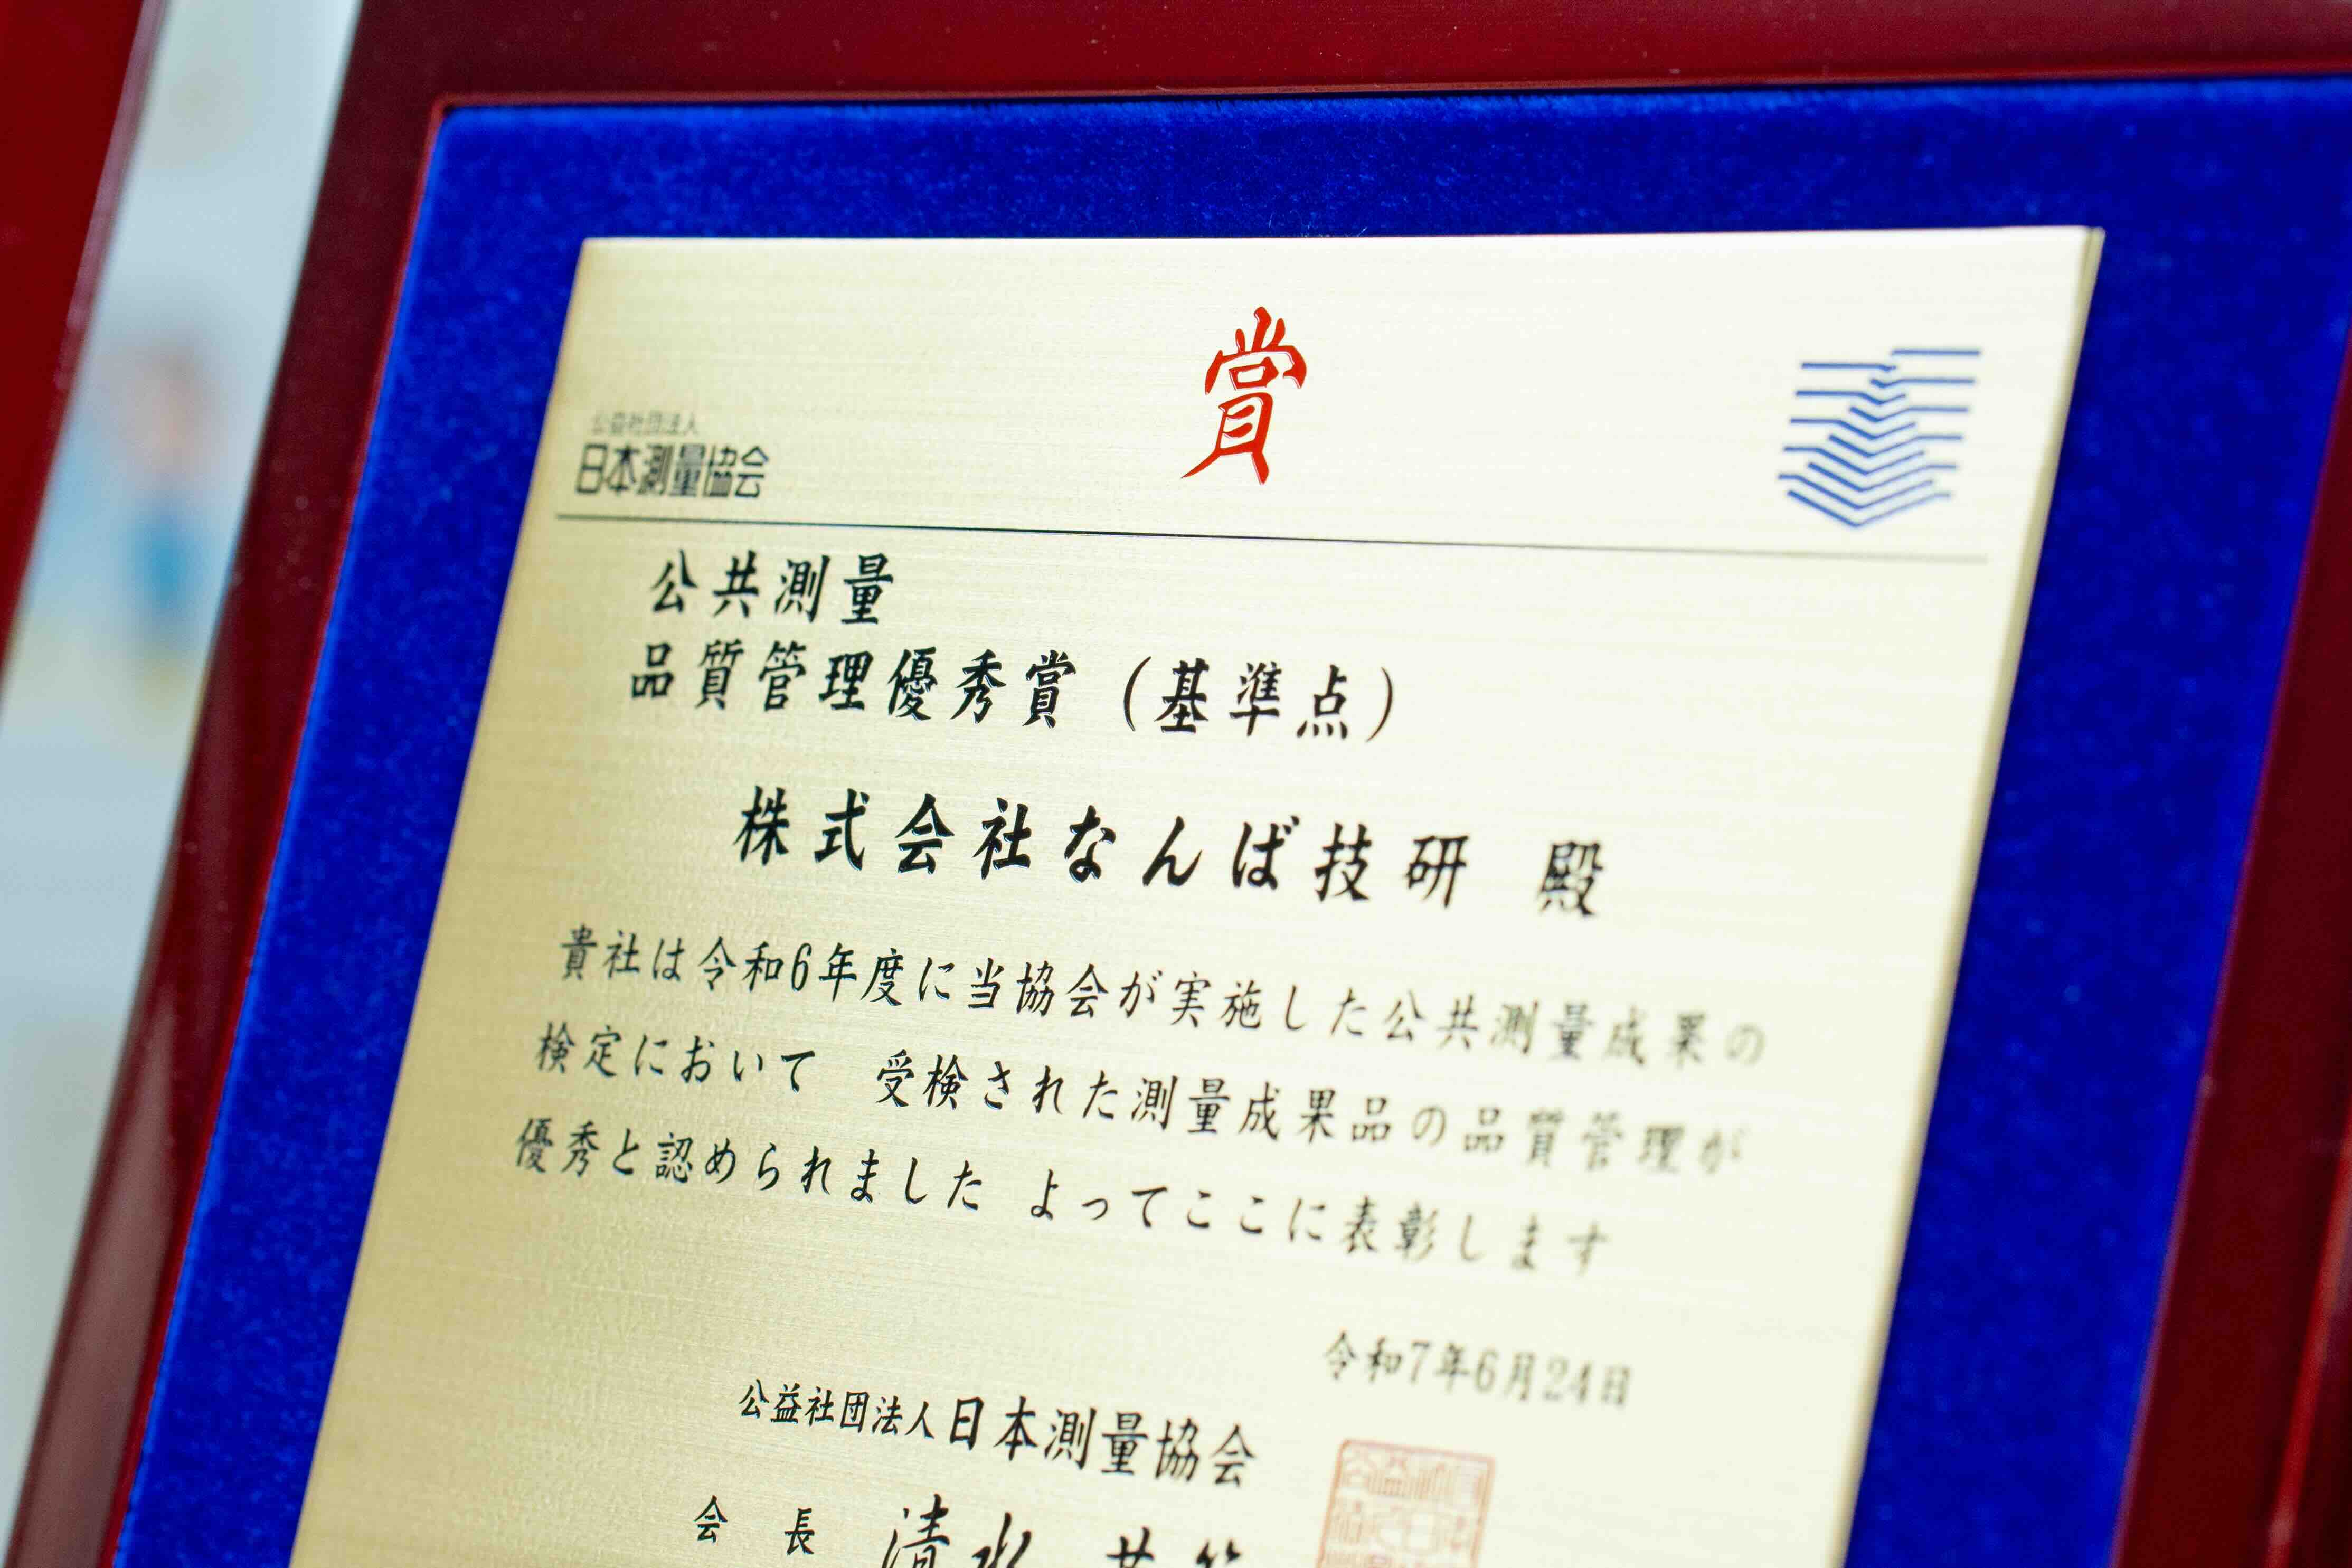 賞
公益社団法人
日本測量協会
公共測量
品質管理優秀賞（基準点）
株式会社なんば技研 殿
貴社は令和6年度に当協会が実施した公共測量成果の
検定において　受検された測量成果品の品質管理が
優秀と認められました　よってここに表彰します
令和7年6月24日
公益社団法人日本測量協会
会長 清水